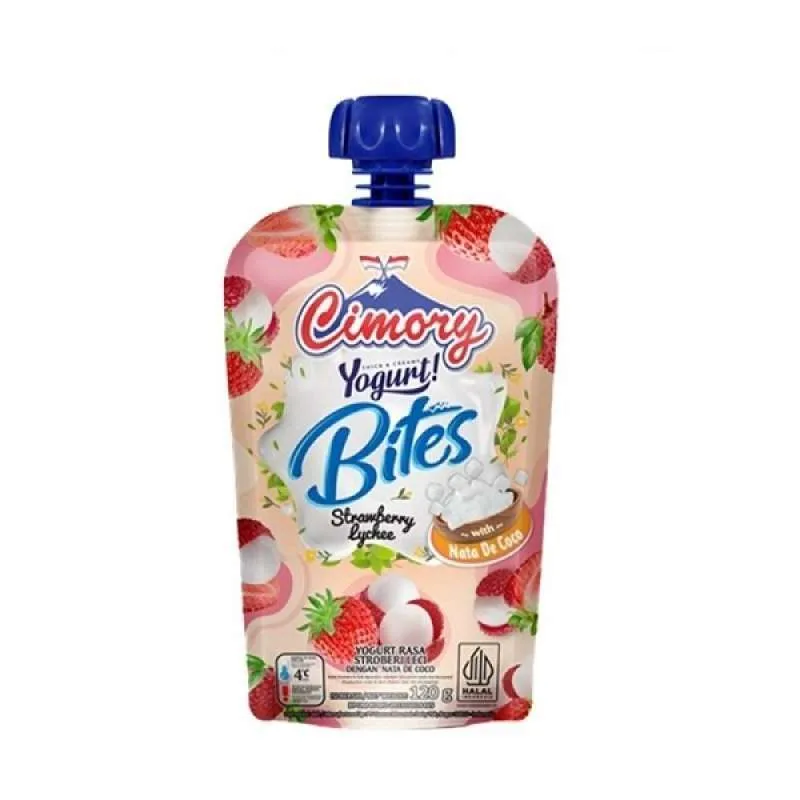 Cimory
THICK & CREAMY
Yogurt!
Bites
Strawberry
Lychee
with
Nata De Coco
YOGURT RASA
STROBERI LECI
DENGAN NATA DE COCO
4°C
120 g
HALAL
INDONESIA